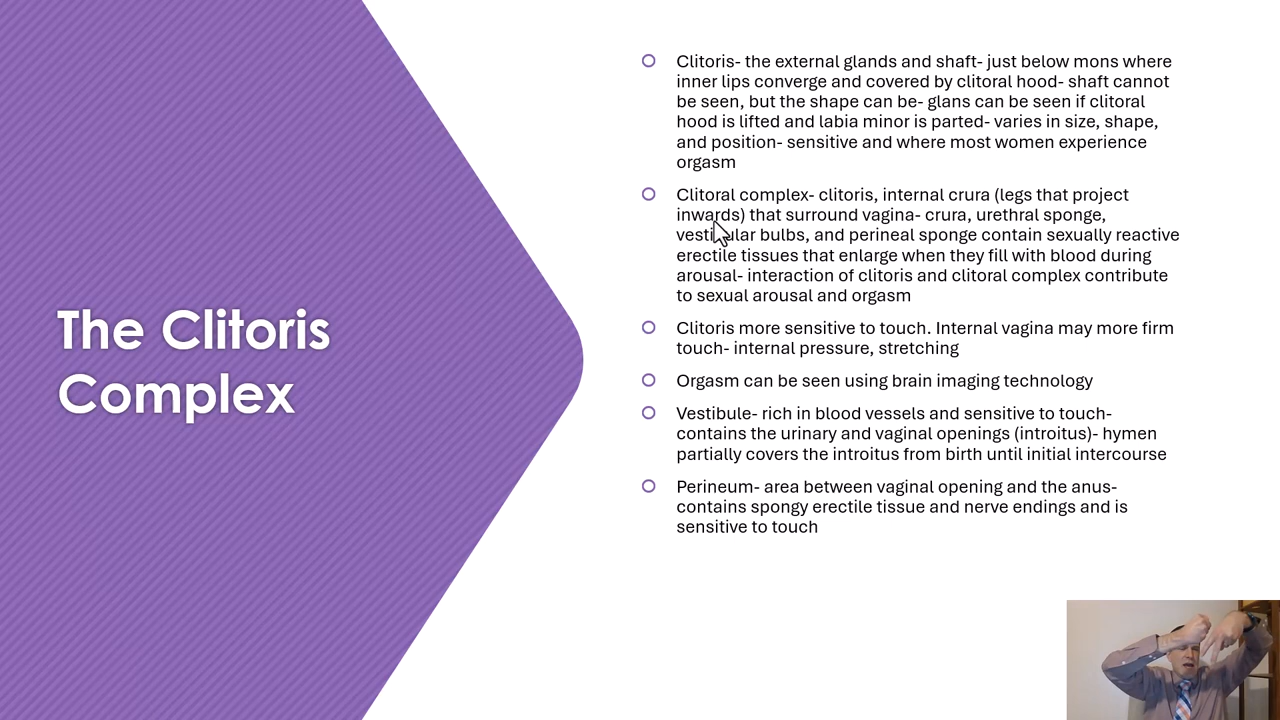 The Clitoris
Complex
Clitoris- the external glands and shaft- just below mons where
inner lips converge and covered by clitoral hood- shaft cannot
be seen, but the shape can be- glans can be seen if clitoral
hood is lifted and labia minor is parted- varies in size, shape,
and position- sensitive and where most women experience
orgasm
Clitoral complex- clitoris, internal crura (legs that project
inwards) that surround vagina- crura, urethral sponge,
vestibular bulbs, and perineal sponge contain sexually reactive
erectile tissues that enlarge when they fill with blood during
arousal- interaction of clitoris and clitoral complex contribute
to sexual arousal and orgasm
Clitoris more sensitive to touch. Internal vagina may more firm
touch- internal pressure, stretching
Orgasm can be seen using brain imaging technology
Vestibule- rich in blood vessels and sensitive to touch-
contains the urinary and vaginal openings (introitus)- hymen
partially covers the introitus from birth until initial intercourse
Perineum- area between vaginal opening and the anus-
contains spongy erectile tissue and nerve endings and is
sensitive to touch